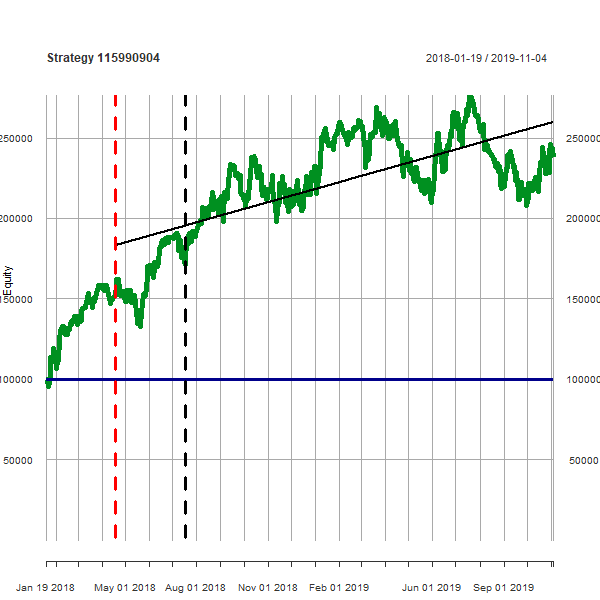 Strategy 115990904
2018-01-19 / 2019-11-04
250000 250000
200000 200000
Equity
150000 150000
100000 100000
50000 50000
Jan 19 2018 May 01 2018 Aug 01 2018 Nov 01 2018 Feb 01 2019 Jun 01 2019 Sep 01 2019